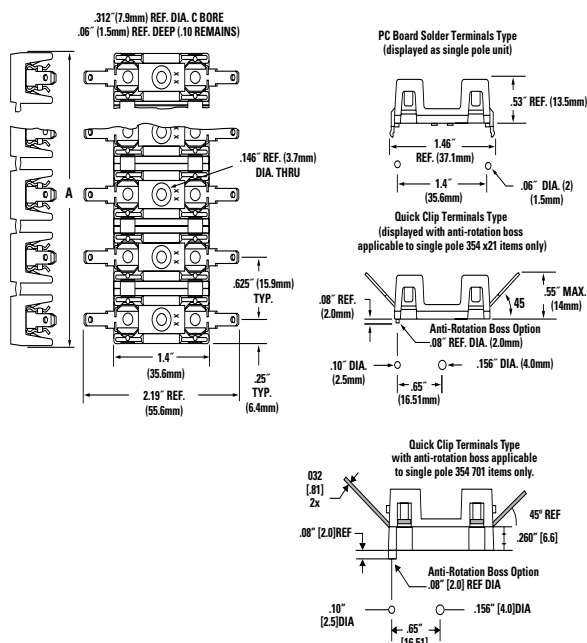 .312″(7.9mm) REF. DIA. C BORE
.06″ (1.5mm) REF. DEEP (.10 REMAINS)
A
.146″ REF. (3.7mm)
DIA. THRU
.625″ (15.9mm)
TYP.
1.4″
(35.6mm)
2.19″ REF.
(55.6mm)
.25″
TYP.
(6.4mm)
PC Board Solder Terminals Type
(displayed as single pole unit)
.53″ REF. (13.5mm)
1.46″
REF. (37.1mm)
1.4″
(35.6mm)
.06″ DIA. (2)
(1.5mm)
Quick Clip Terminals Type
(displayed with anti-rotation boss
applicable to single pole 354 x21 items only)
.08″ REF.
(2.0mm)
45
.55″ MAX.
(14mm)
Anti-Rotation Boss Option
.08″ REF. DIA. (2.0mm)
.10″ DIA.
(2.5mm)
.156″ DIA. (4.0mm)
.65″
(16.51mm)
Quick Clip Terminals Type
with anti-rotation boss applicable
to single pole 354 701 items only.
032
[.81]
2x
45° REF
.08″ [2.0]REF
.260″ [6.6]
Anti-Rotation Boss Option
.08″ [2.0] REF DIA
.10″
[2.5]DIA
.156″ [4.0]DIA
.65″
[16.51]